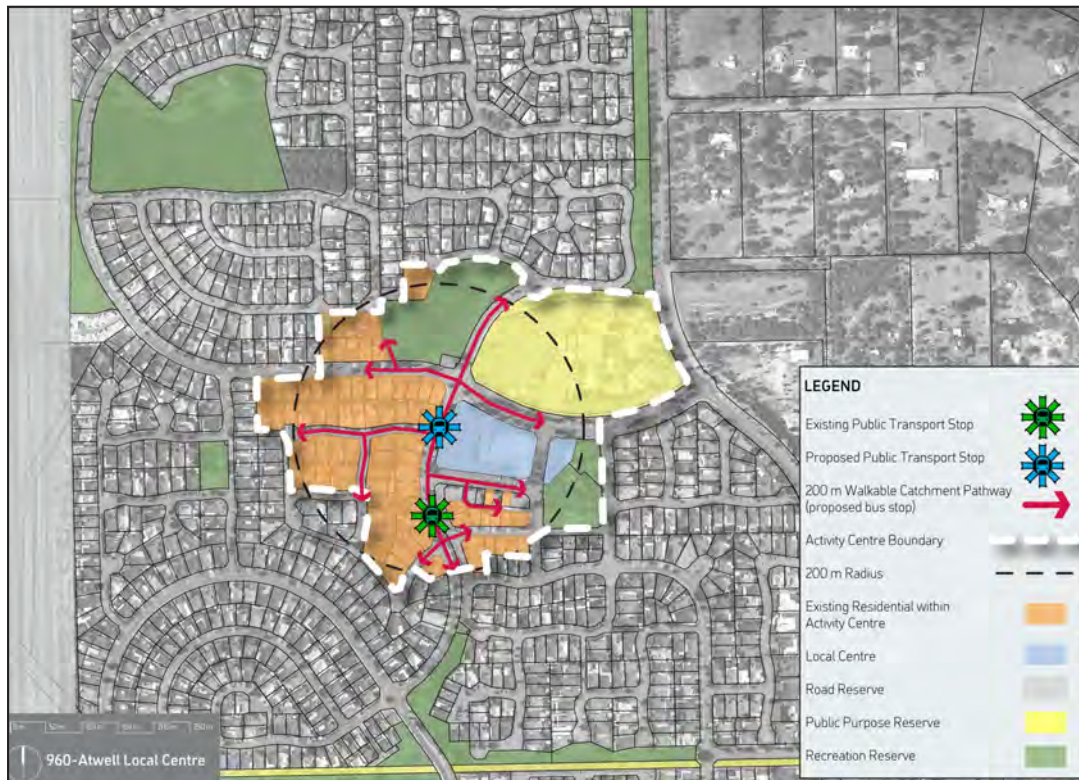 LEGEND
Existing Public Transport Stop
Proposed Public Transport Stop
200 m Walkable Catchment Pathway
(proposed bus stop)
Activity Centre Boundary
200 m Radius
Existing Residential within
Activity Centre
Local Centre
Road Reserve
Public Purpose Reserve
Recreation Reserve
960-Atwell Local Centre